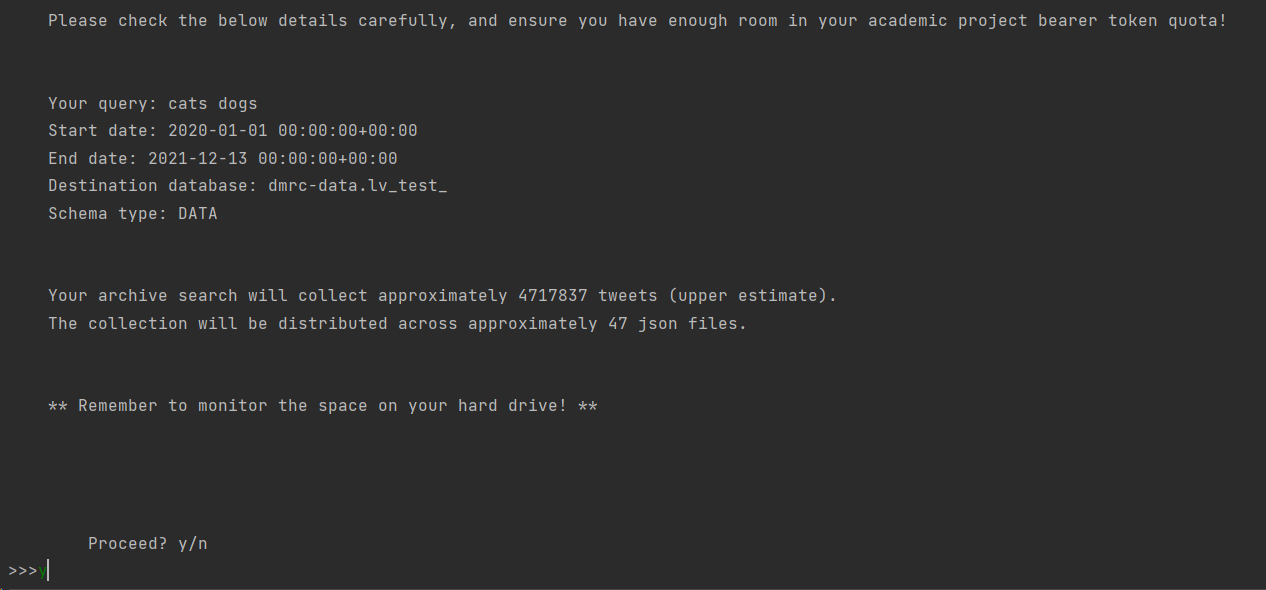 Please check the below details carefully, and ensure you have enough room in your academic project bearer token quota!
Your query: cats dogs
Start date: 2020-01-01 00:00:00+00:00
End date: 2021-12-13 00:00:00+00:00
Destination database: dmrc-data.lv_test_
Schema type: DATA
Your archive search will collect approximately 4717837 tweets (upper estimate).
The collection will be distributed across approximately 47 json files.
** Remember to monitor the space on your hard drive! **
Proceed? y/n
>>>y